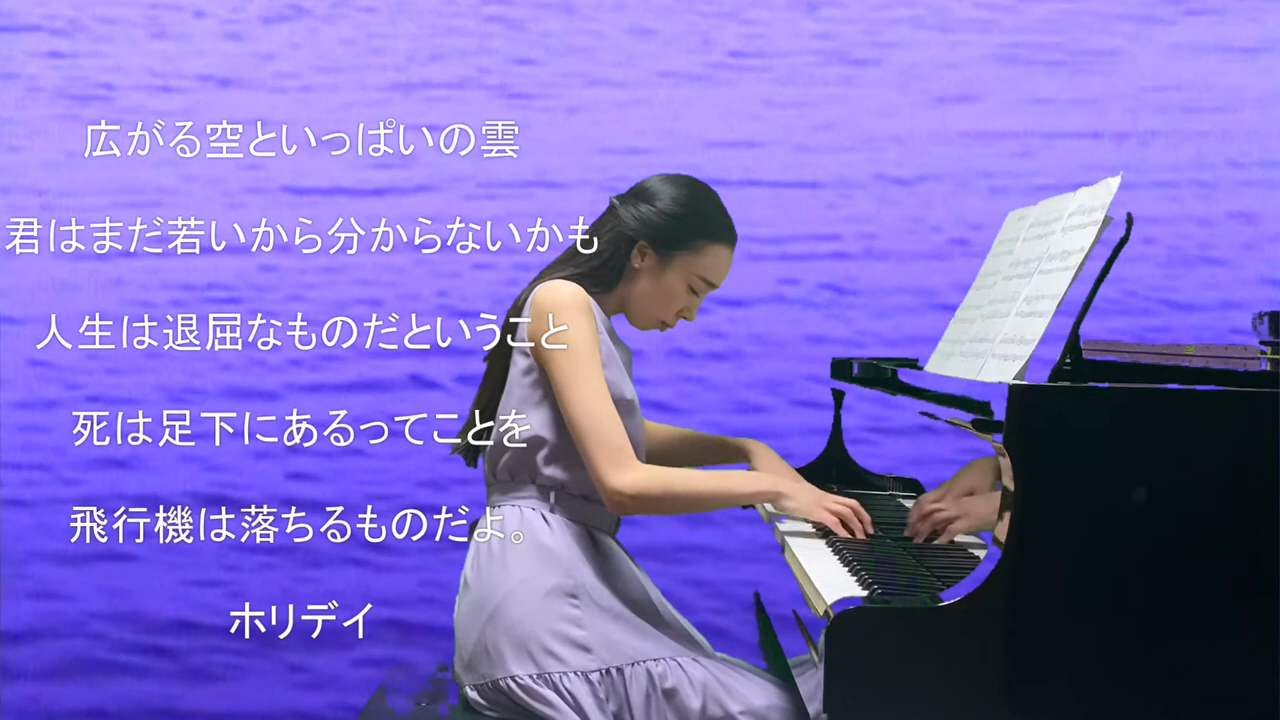 広がる空といっぱいの雲
君はまだ若いから分からないかも
人生は退屈なものだということ
死は足下にあるってことを
飛行機は落ちるものだよ。
ホリデイ